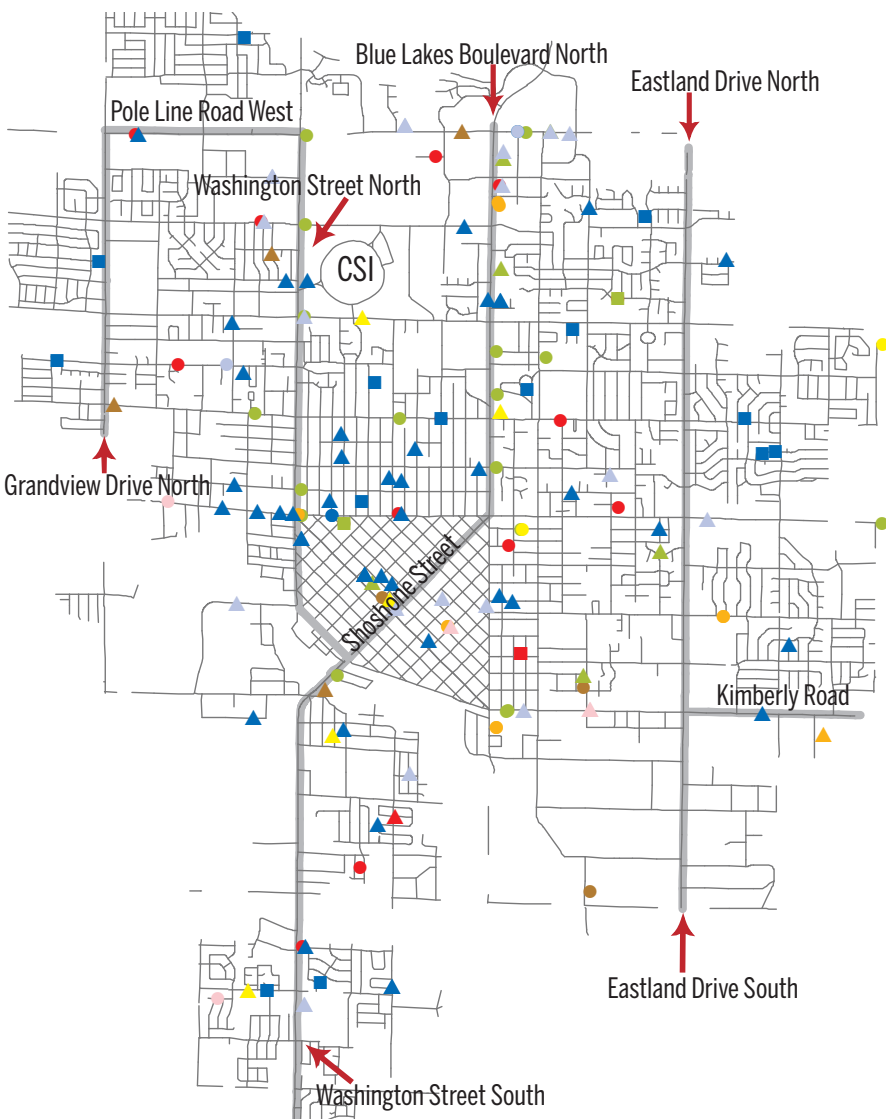 Blue Lakes Boulevard North
Eastland Drive North
Pole Line Road West
Washington Street North
CSI
Grandview Drive North
Shoshone Street
Kimberly Road
Eastland Drive South
Washington Street South